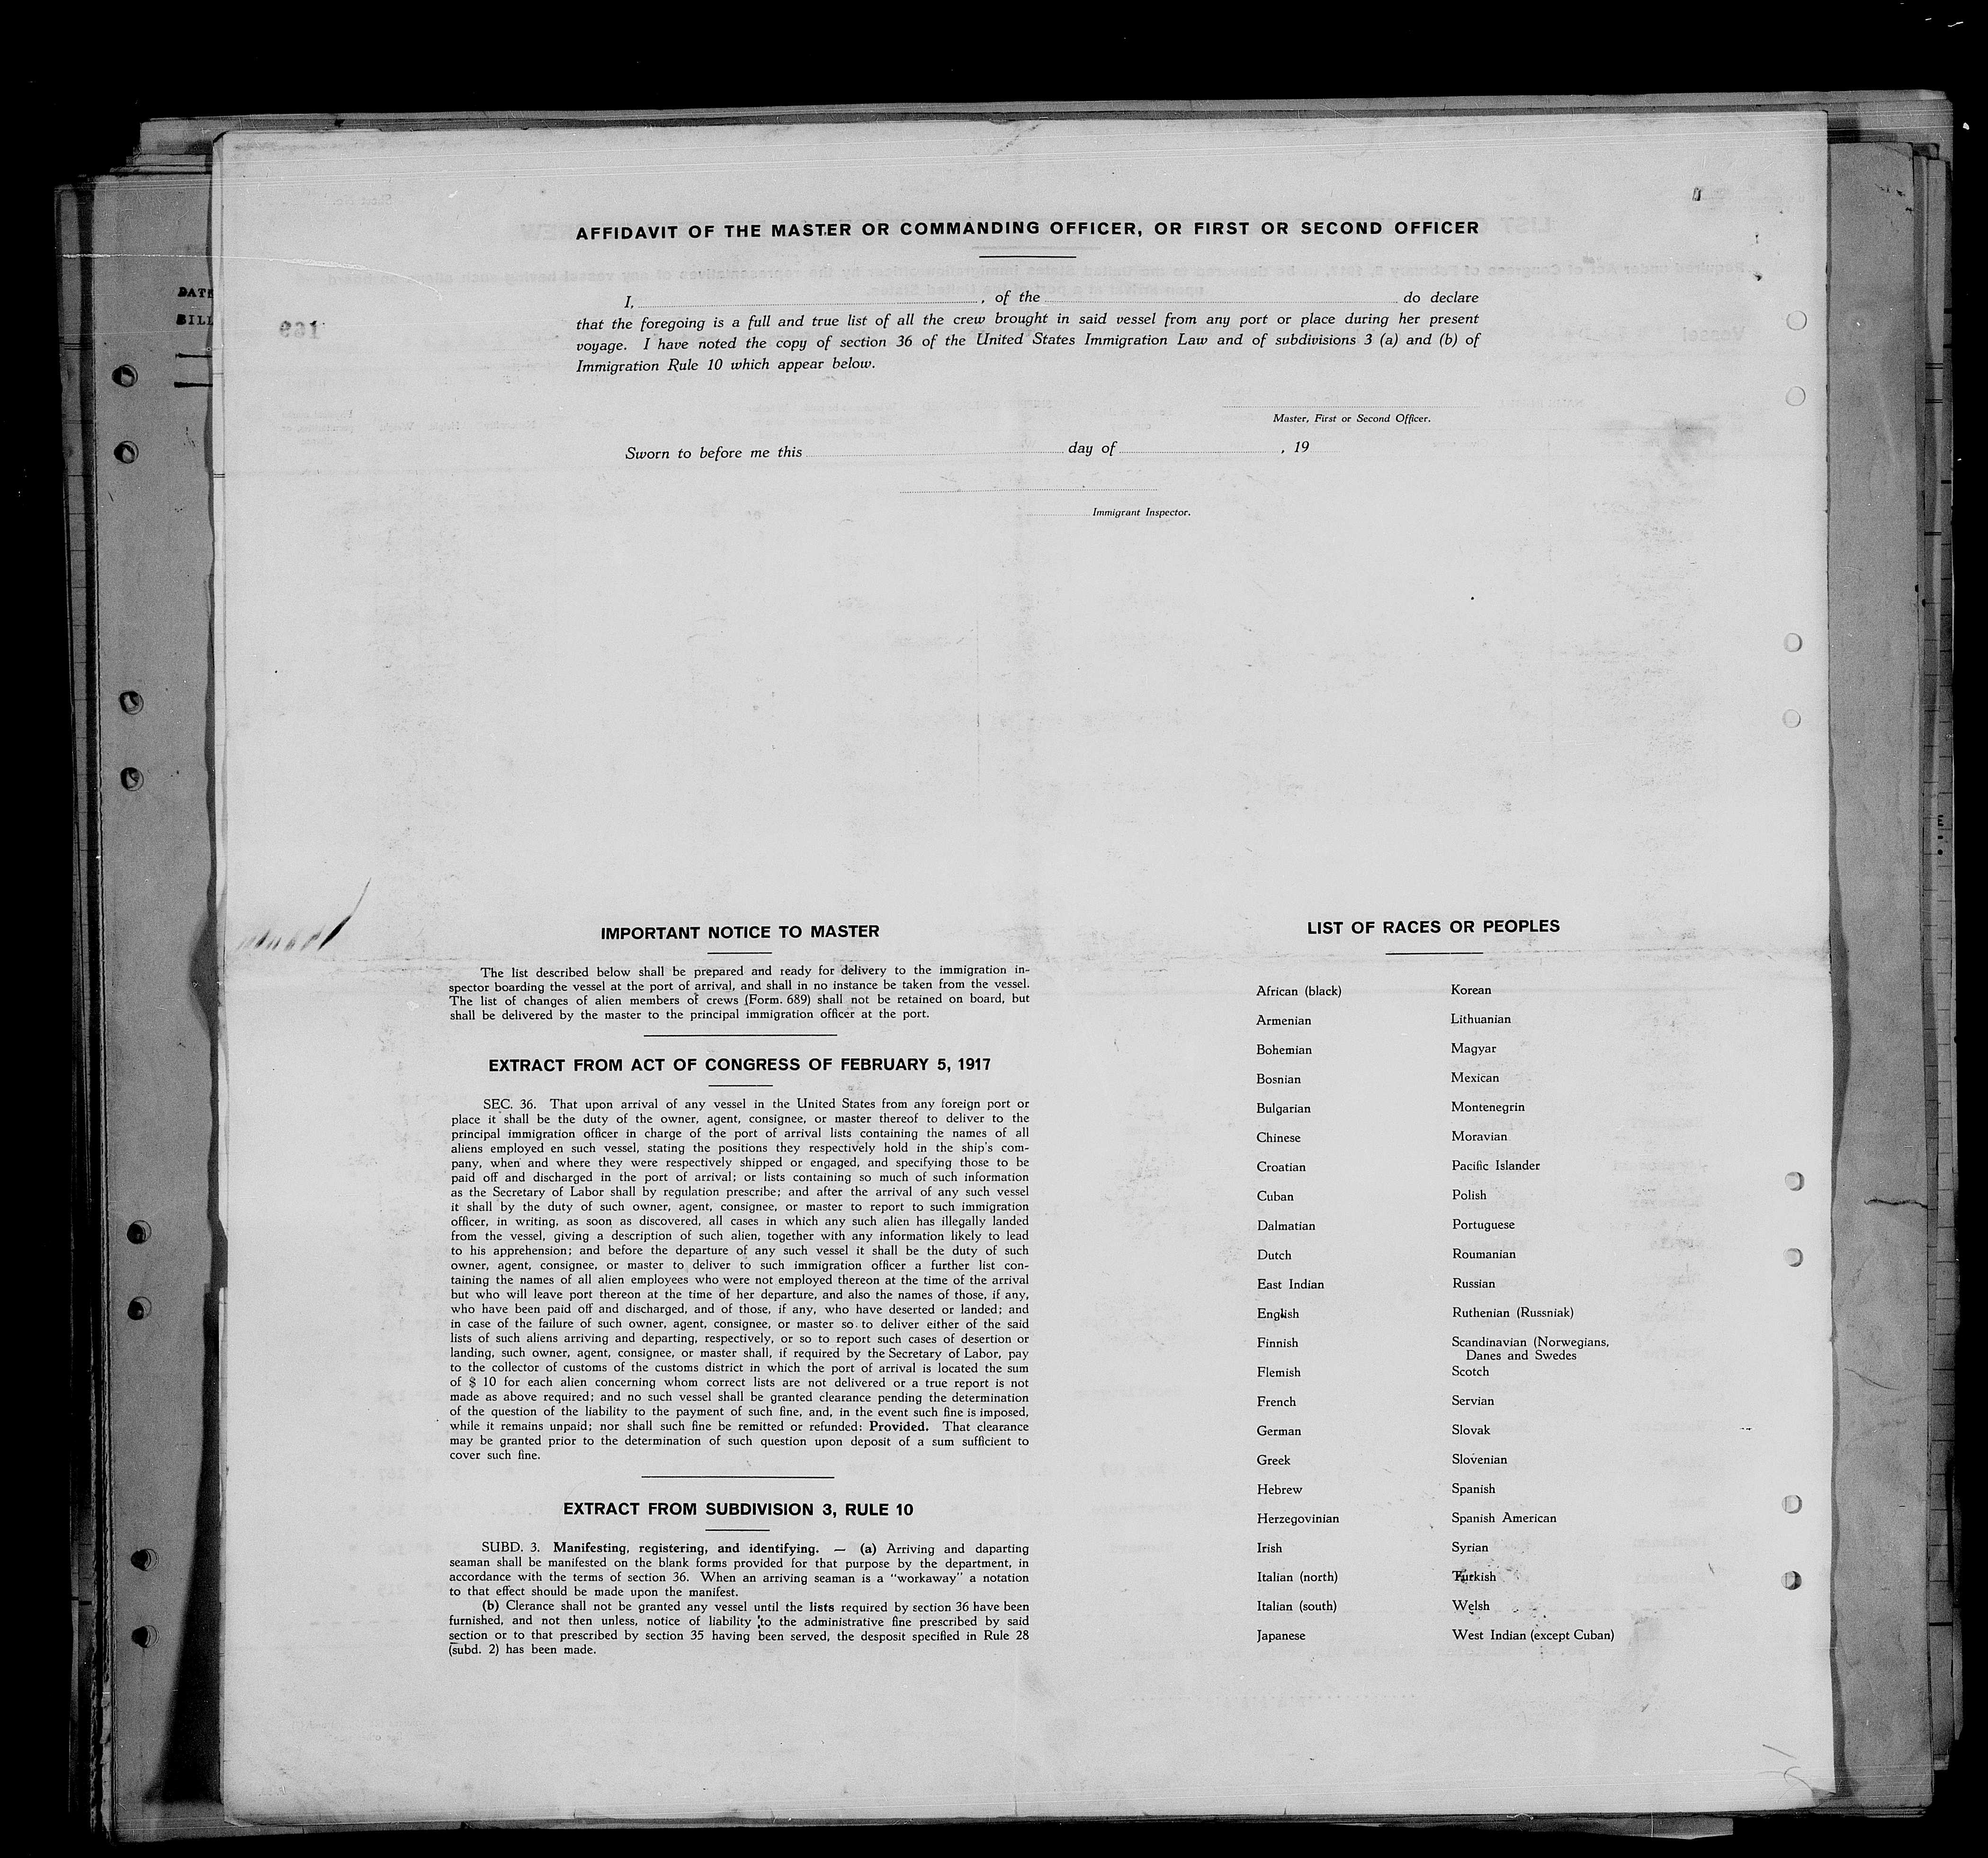 AFFIDAVIT OF THE MASTER OR COMMANDING OFFICER, OR FIRST OR SECOND OFFICER
I, , of the do declare
that the foregoing is a full and true list of all the crew brought in said vessel from any port or place during her present
voyage. I have noted the copy of section 36 of the United States Immigration Law and of subdivisions 3 (a) and (b) of
Immigration Rule 10 which appear below.
Master, First or Second Officer.
Sworn to before me this day of , 19
Immigrant Inspector.
DATE
BILL
IMPORTANT NOTICE TO MASTER
The list described below shall be prepared and ready for delivery to the immigration in-
spector boarding the vessel at the port of arrival, and shall in no instance be taken from the vessel.
The list of changes of alien members of crews (Form. 689) shall not be retained on board, but
shall be delivered by the master to the principal immigration officer at the port.
EXTRACT FROM ACT OF CONGRESS OF FEBRUARY 5, 1917
SEC. 36. That upon arrival of any vessel in the United States from any foreign port or
place it shall be the duty of the owner, agent, consignee, or master thereof to deliver to the
principal immigration officer in charge of the port of arrival lists containing the names of all
aliens employed en such vessel, stating the positions they respectively hold in the ship's com-
pany, when and where they were respectively shipped or engaged, and specifying those to be
paid off and discharged in the port of arrival; or lists containing so much of such information
as the Secretary of Labor shall by regulation prescribe; and after the arrival of any such vessel
it shall by the duty of such owner, agent, consignee, or master to report to such immigration
officer, in writing, as soon as discovered, all cases in which any such alien has illegally landed
from the vessel, giving a description of such alien, together with any information likely to lead
to his apprehension; and before the departure of any such vessel it shall be the duty of such
owner, agent, consignee, or master to deliver to such immigration officer a further list con-
taining the names of all alien employees who were not employed thereon at the time of the arrival
but who will leave port thereon at the time of her departure, and also the names of those, if any,
who have been paid off and discharged, and of those, if any, who have deserted or landed; and
in case of the failure of such owner, agent, consignee, or master so to deliver either of the said
lists of such aliens arriving and departing, respectively, or so to report such cases of desertion or
landing, such owner, agent, consignee, or master shall, if required by the Secretary of Labor, pay
to the collector of customs of the customs district in which the port of arrival is located the sum
of $ 10 for each alien concerning whom correct lists are not delivered or a true report is not
made as above required; and no such vessel shall be granted clearance pending the determination
of the question of the liability to the payment of such fine, and, in the event such fine is imposed,
while it remains unpaid; nor shall such fine be remitted or refunded: Provided. That clearance
may be granted prior to the determination of such question upon deposit of a sum sufficient to
cover such fine.
EXTRACT FROM SUBDIVISION 3, RULE 10
SUBD. 3. Manifesting, registering, and identifying. — (a) Arriving and daparting
seaman shall be manifested on the blank forms provided for that purpose by the department, in
accordance with the terms of section 36. When an arriving seaman is a "workaway" a notation
to that effect should be made upon the manifest.
(b) Clerance shall not be granted any vessel until the lists required by section 36 have been
furnished, and not then unless, notice of liability to the administrative fine prescribed by said
section or to that prescribed by section 35 having been served, the desposit specified in Rule 28
(subd. 2) has been made.
LIST OF RACES OR PEOPLES
African (black)
Armenian
Bohemian
Bosnian
Bulgarian
Chinese
Croatian
Cuban
Dalmatian
Dutch
East Indian
English
Finnish
Flemish
French
German
Greek
Hebrew
Herzegovinian
Irish
Italian (north)
Italian (south)
Japanese
Korean
Lithuanian
Magyar
Mexican
Montenegrin
Moravian
Pacific Islander
Polish
Portuguese
Roumanian
Russian
Ruthenian (Russniak)
Scandinavian (Norwegians,
Danes and Swedes
Scotch
Servian
Slovak
Slovenian
Spanish
Spanish American
Syrian
Turkish
Welsh
West Indian (except Cuban)